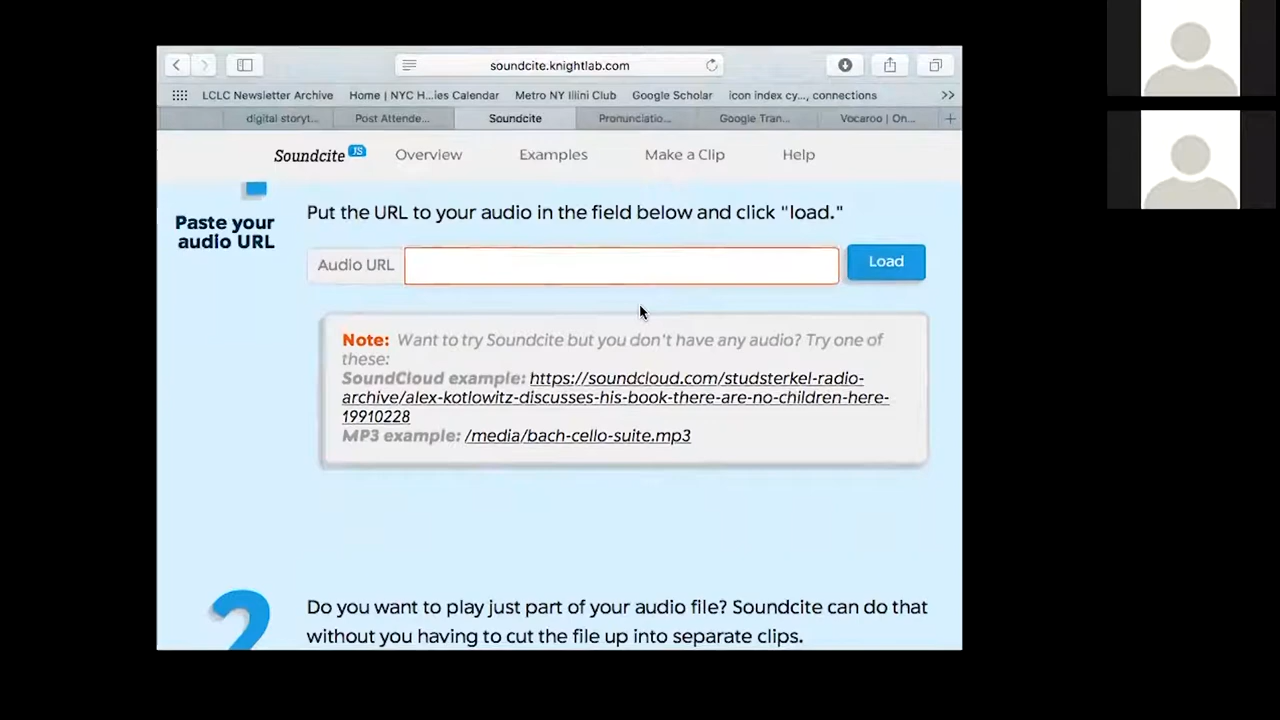 soundcite.knightlab.com
LCLC Newsletter Archive Home | NYC H...ies Calendar Metro NY Illini Club Google Scholar icon index cy..., connections >>
digital storyt... Post Attende... Soundcite Pronunciatio... Google Tran... Vocaroo | On... +
Soundcite JS Overview Examples Make a Clip Help
Paste your
audio URL
Put the URL to your audio in the field below and click "load."
Audio URL
Load
Note: Want to try Soundcite but you don't have any audio? Try one of
these:
SoundCloud example: https://soundcloud.com/studsterkel-radio-
archive/alex-kotlowitz-discusses-his-book-there-are-no-children-here-
19910228
MP3 example: /media/bach-cello-suite.mp3
2
Do you want to play just part of your audio file? Soundcite can do that
without you having to cut the file up into separate clips.